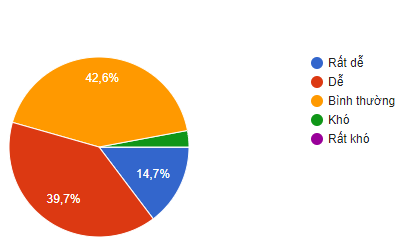 42,6%
14,7%
39,7%
Rất dễ
Dễ
Bình thường
Khó
Rất khó